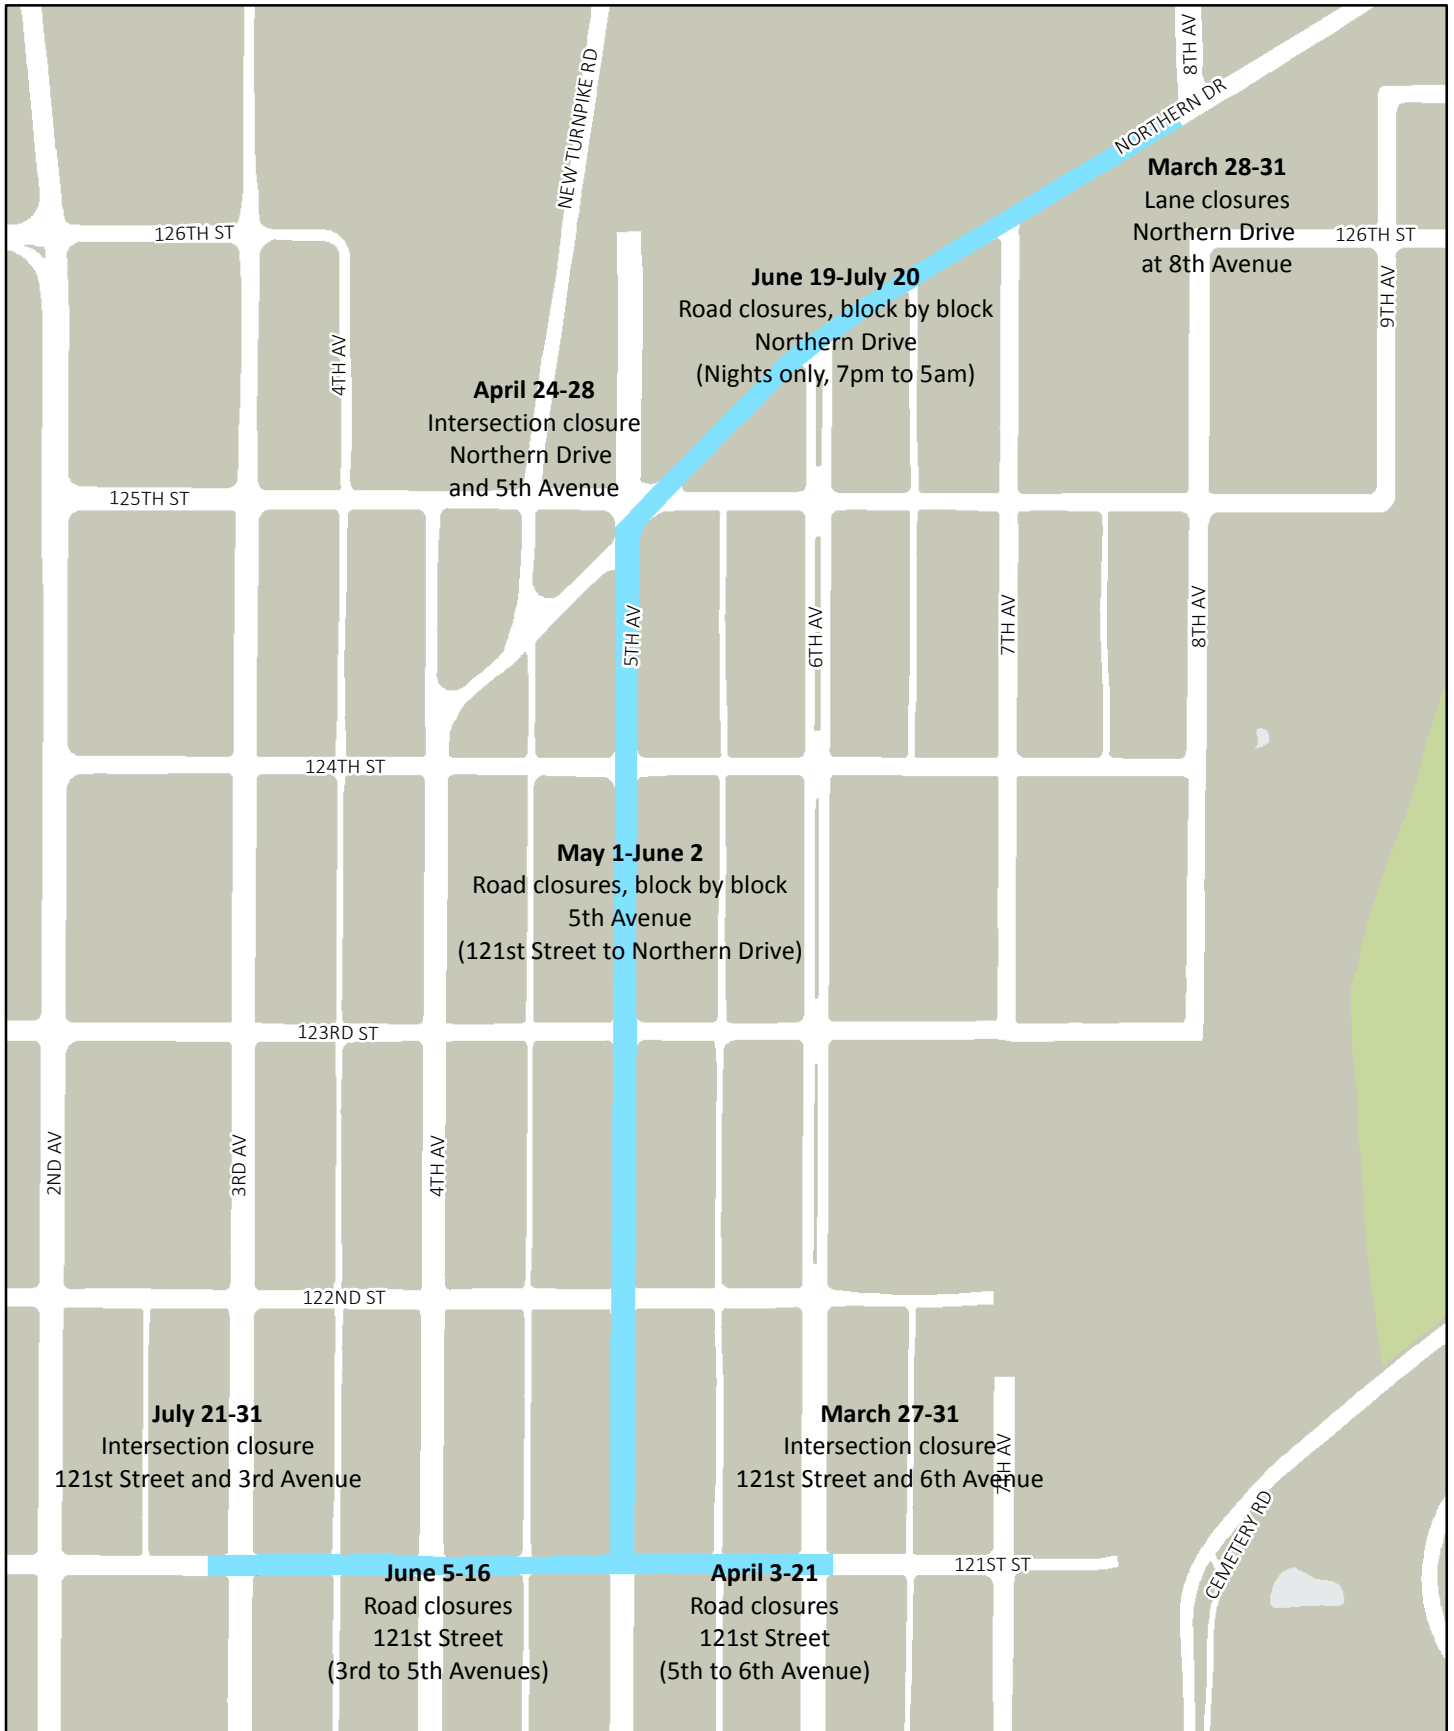 8TH AV
NEW TURNPIKE RD
NORTHERN DR
March 28-31
Lane closures
Northern Drive
at 8th Avenue
126TH ST
126TH ST
9TH AV
June 19-July 20
Road closures, block by block
Northern Drive
(Nights only, 7pm to 5am)
4TH AV
April 24-28
Intersection closure
Northern Drive
and 5th Avenue
125TH ST
5TH AV
6TH AV
7TH AV
8TH AV
124TH ST
May 1-June 2
Road closures, block by block
5th Avenue
(121st Street to Northern Drive)
123RD ST
2ND AV
3RD AV
4TH AV
122ND ST
July 21-31
Intersection closure
121st Street and 3rd Avenue
March 27-31
Intersection closure
121st Street and 6th Avenue
7TH AV
CEMETERY RD
121ST ST
June 5-16
Road closures
121st Street
(3rd to 5th Avenues)
April 3-21
Road closures
121st Street
(5th to 6th Avenue)